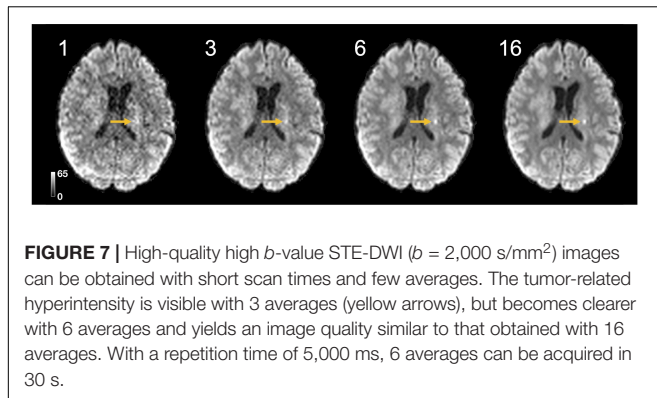 1 3 6 16
65
0
FIGURE 7 | High-quality high b-value STE-DWI (b = 2,000 s/mm²) images
can be obtained with short scan times and few averages. The tumor-related
hyperintensity is visible with 3 averages (yellow arrows), but becomes clearer
with 6 averages and yields an image quality similar to that obtained with 16
averages. With a repetition time of 5,000 ms, 6 averages can be acquired in
30 s.